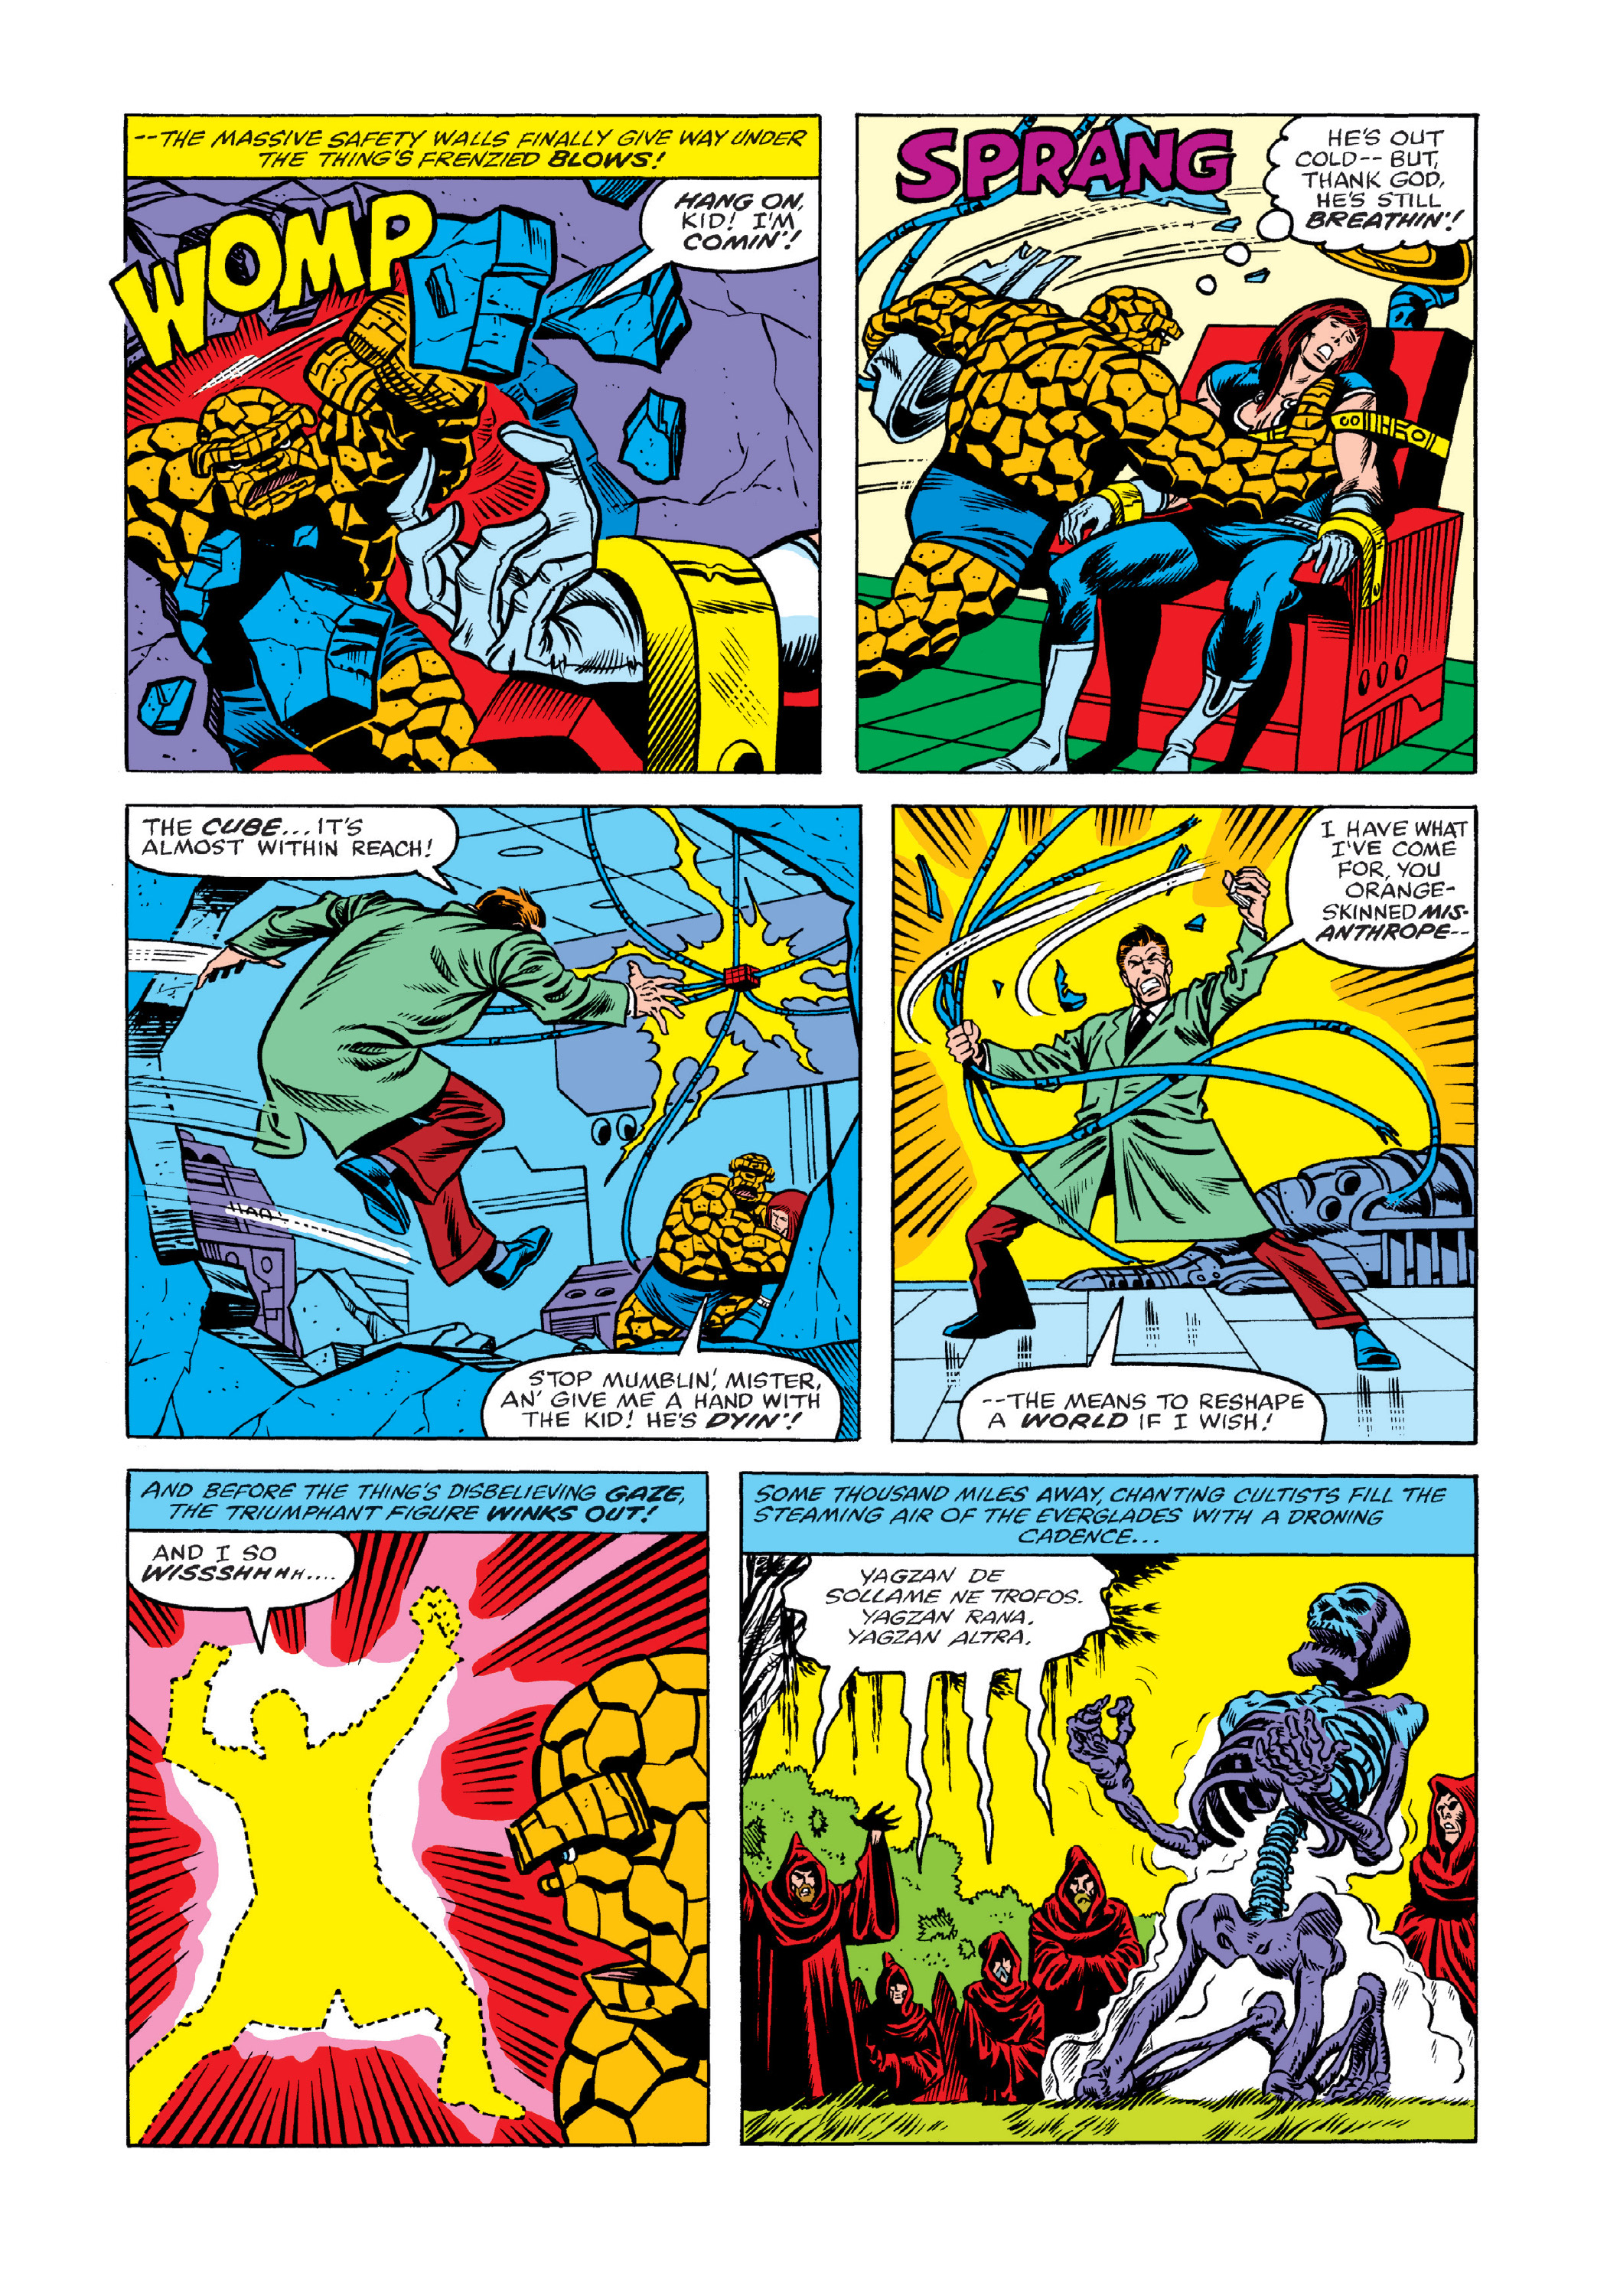 --THE MASSIVE SAFETY WALLS FINALLY GIVE WAY UNDER
THE THING'S FRENZIED BLOWS!
WOMP
HANG ON,
KID! I'M
COMIN'!
SPRANG
HE'S OUT
COLD-- BUT,
THANK GOD,
HE'S STILL
BREATHIN'!
THE CUBE...IT'S
ALMOST WITHIN REACH!
STOP MUMBLIN', MISTER,
AN' GIVE ME A HAND WITH
THE KID! HE'S DYIN'!
I HAVE WHAT
I'VE COME
FOR, YOU
ORANGE-
SKINNED MIS-
ANTHROPE--
--THE MEANS TO RESHAPE
A WORLD IF I WISH!
AND BEFORE THE THING'S DISBELIEVING GAZE,
THE TRIUMPHANT FIGURE WINKS OUT!
AND I SO
WISSSHHHH....
SOME THOUSAND MILES AWAY, CHANTING CULTISTS FILL THE
STEAMING AIR OF THE EVERGLADES WITH A DRONING
CADENCE...
YAGZAN DE
SOLLAME NE TROFOS.
YAGZAN RANA.
YAGZAN ALTRA.